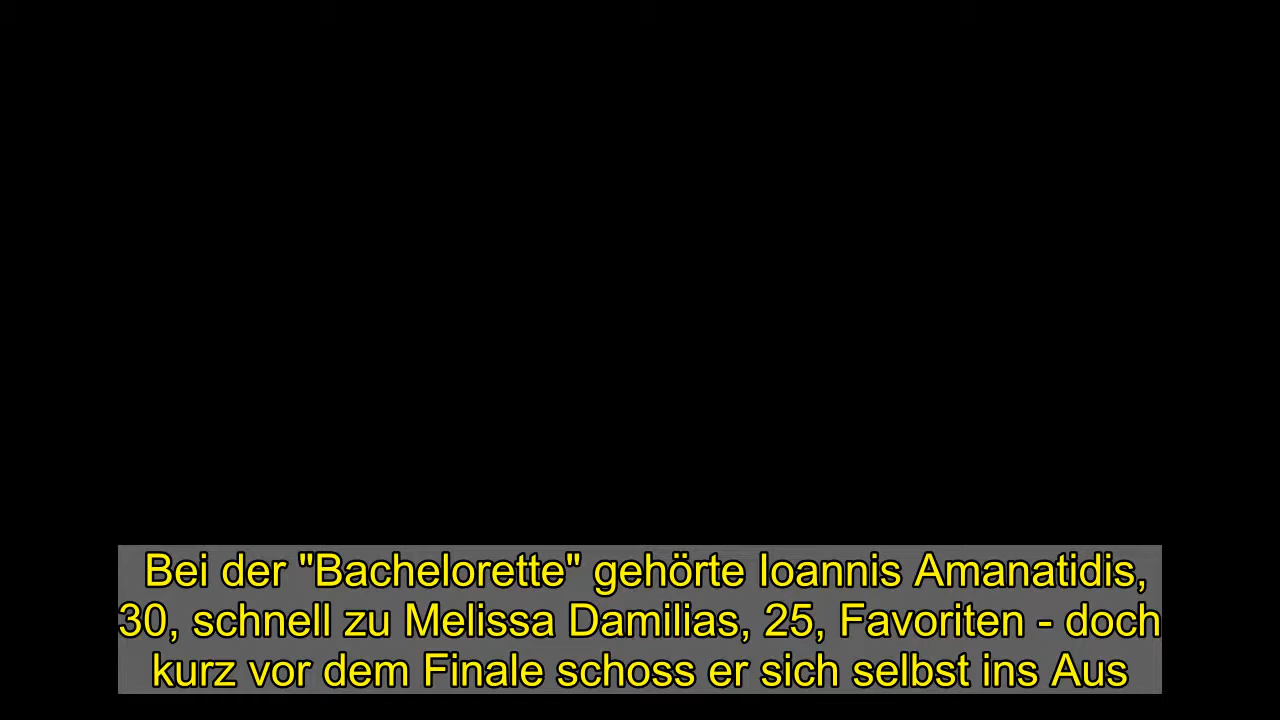 Bei der "Bachelorette" gehörte Ioannis Amanatidis,
30, schnell zu Melissa Damilias, 25, Favoriten - doch
kurz vor dem Finale schoss er sich selbst ins Aus